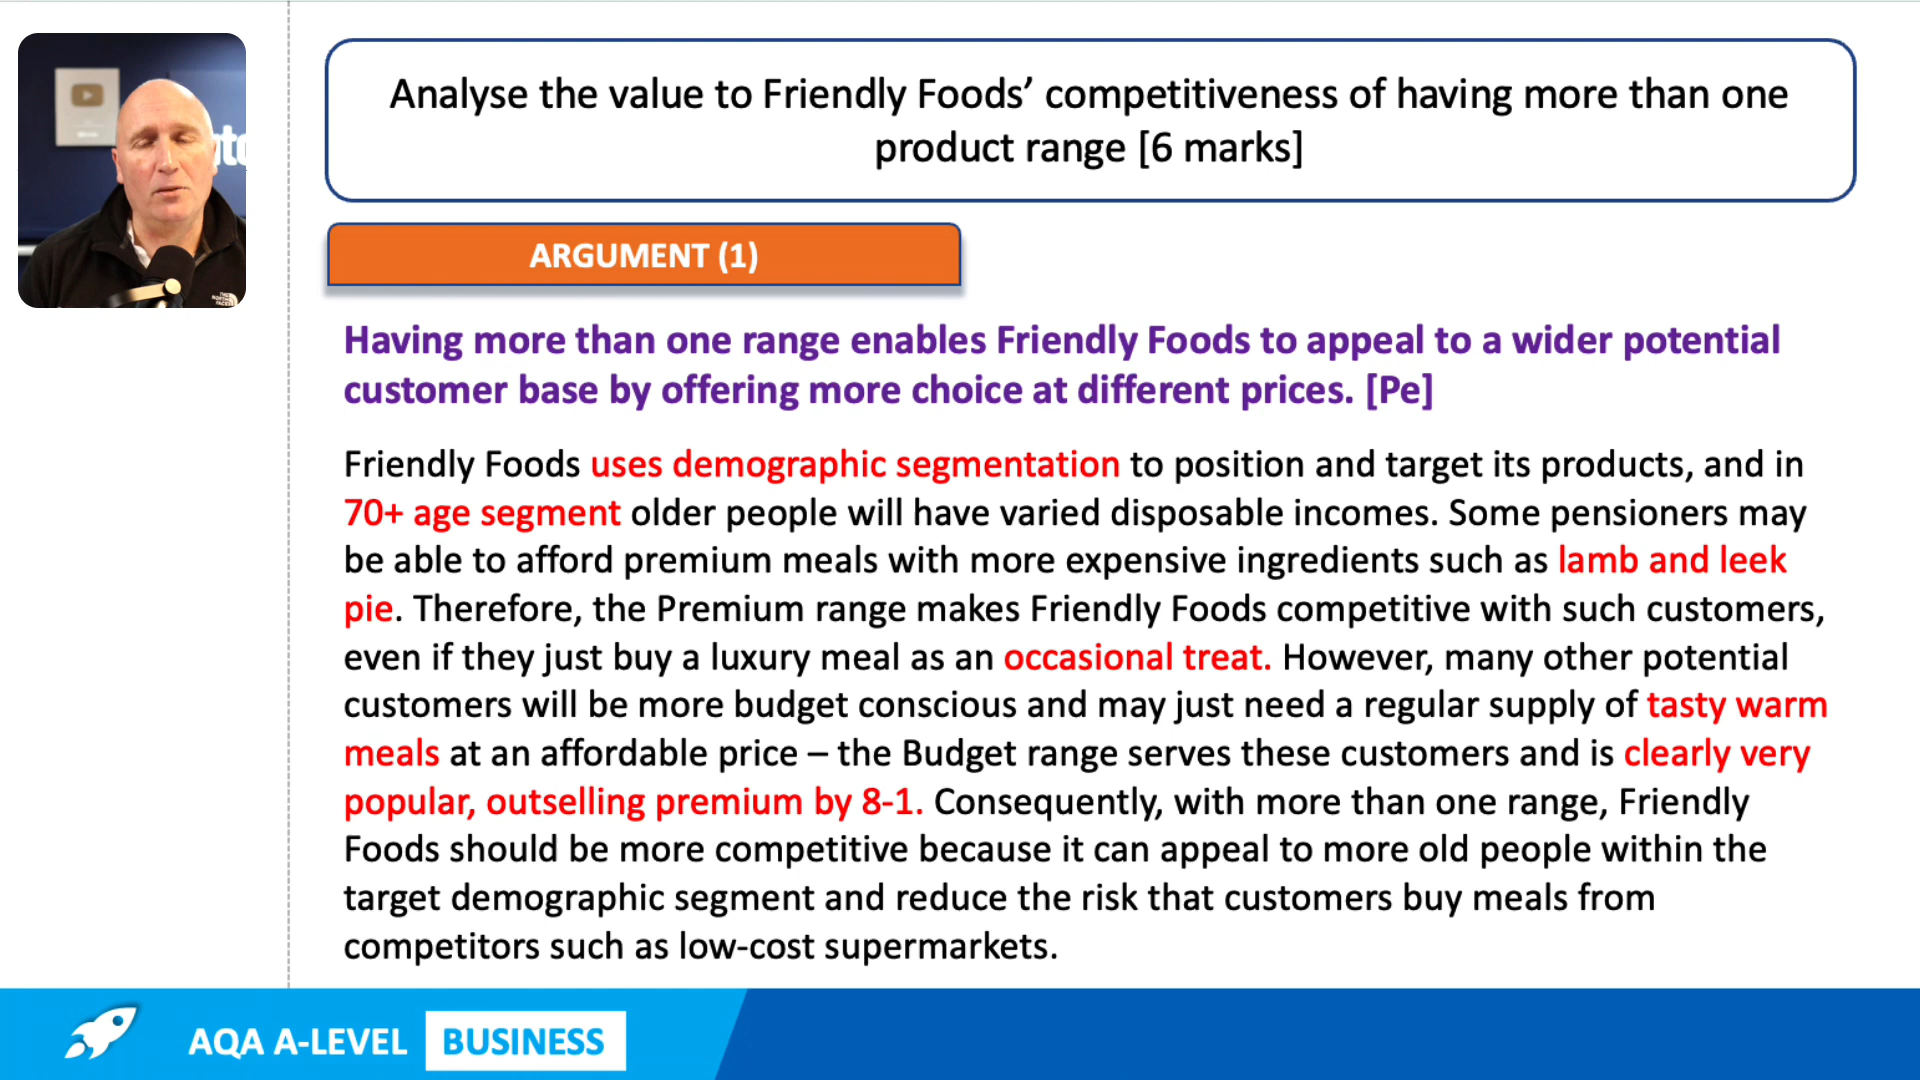 Analyse the value to Friendly Foods’ competitiveness of having more than one
product range [6 marks]
ARGUMENT (1)
Having more than one range enables Friendly Foods to appeal to a wider potential
customer base by offering more choice at different prices. [Pe]
Friendly Foods uses demographic segmentation to position and target its products, and in
70+ age segment older people will have varied disposable incomes. Some pensioners may
be able to afford premium meals with more expensive ingredients such as lamb and leek
pie. Therefore, the Premium range makes Friendly Foods competitive with such customers,
even if they just buy a luxury meal as an occasional treat. However, many other potential
customers will be more budget conscious and may just need a regular supply of tasty warm
meals at an affordable price – the Budget range serves these customers and is clearly very
popular, outselling premium by 8-1. Consequently, with more than one range, Friendly
Foods should be more competitive because it can appeal to more old people within the
target demographic segment and reduce the risk that customers buy meals from
competitors such as low-cost supermarkets.
AQA A-LEVEL BUSINESS